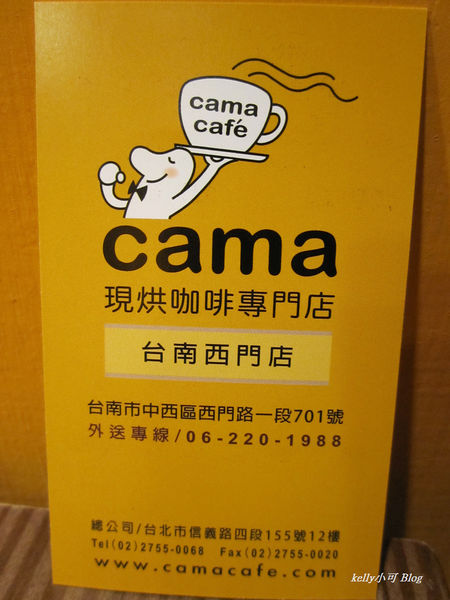 cama
café
cama
現烘咖啡專門店
台南西門店
台南市中西區西門路一段701號
外送專線/06-220-1988
總公司/台北市信義路四段155號12樓
Tel(02)2755-0068 Fax(02)2755-0020
www.camacafe.com
kelly小可 Blog